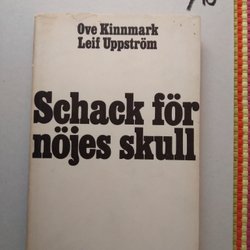 Ove Kinnmark
Leif Uppström
Schack för
nöjes skull